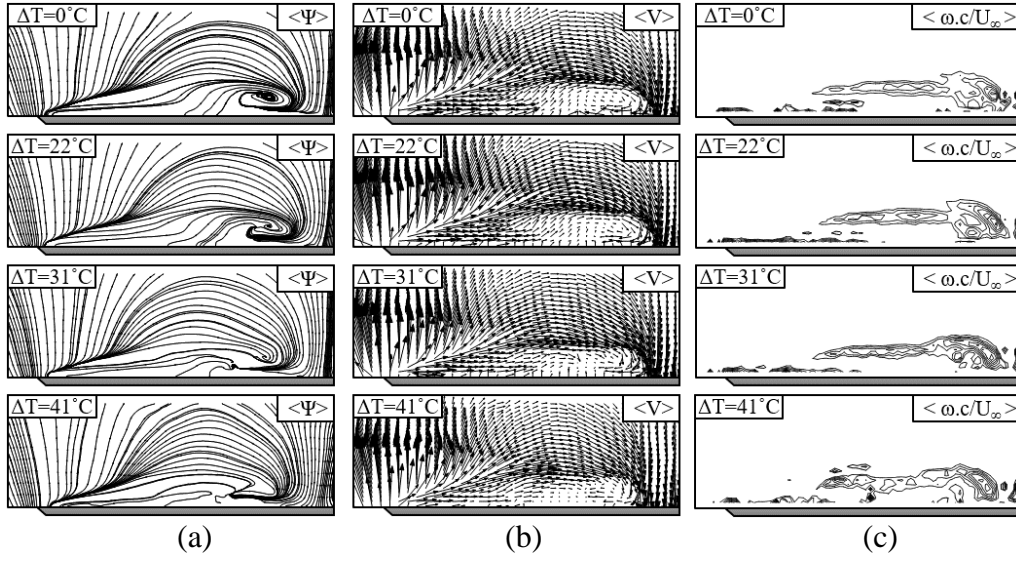 ΔT=0˚C <Ψ> ΔT=0˚C <V> ΔT=0˚C < ω.c/U∞>
ΔT=22˚C <Ψ> ΔT=22˚C <V> ΔT=22˚C < ω.c/U∞>
ΔT=31˚C <Ψ> ΔT=31˚C <V> ΔT=31˚C < ω.c/U∞>
ΔT=41˚C <Ψ> ΔT=41˚C <V> ΔT=41˚C < ω.c/U∞>
(a) (b) (c)